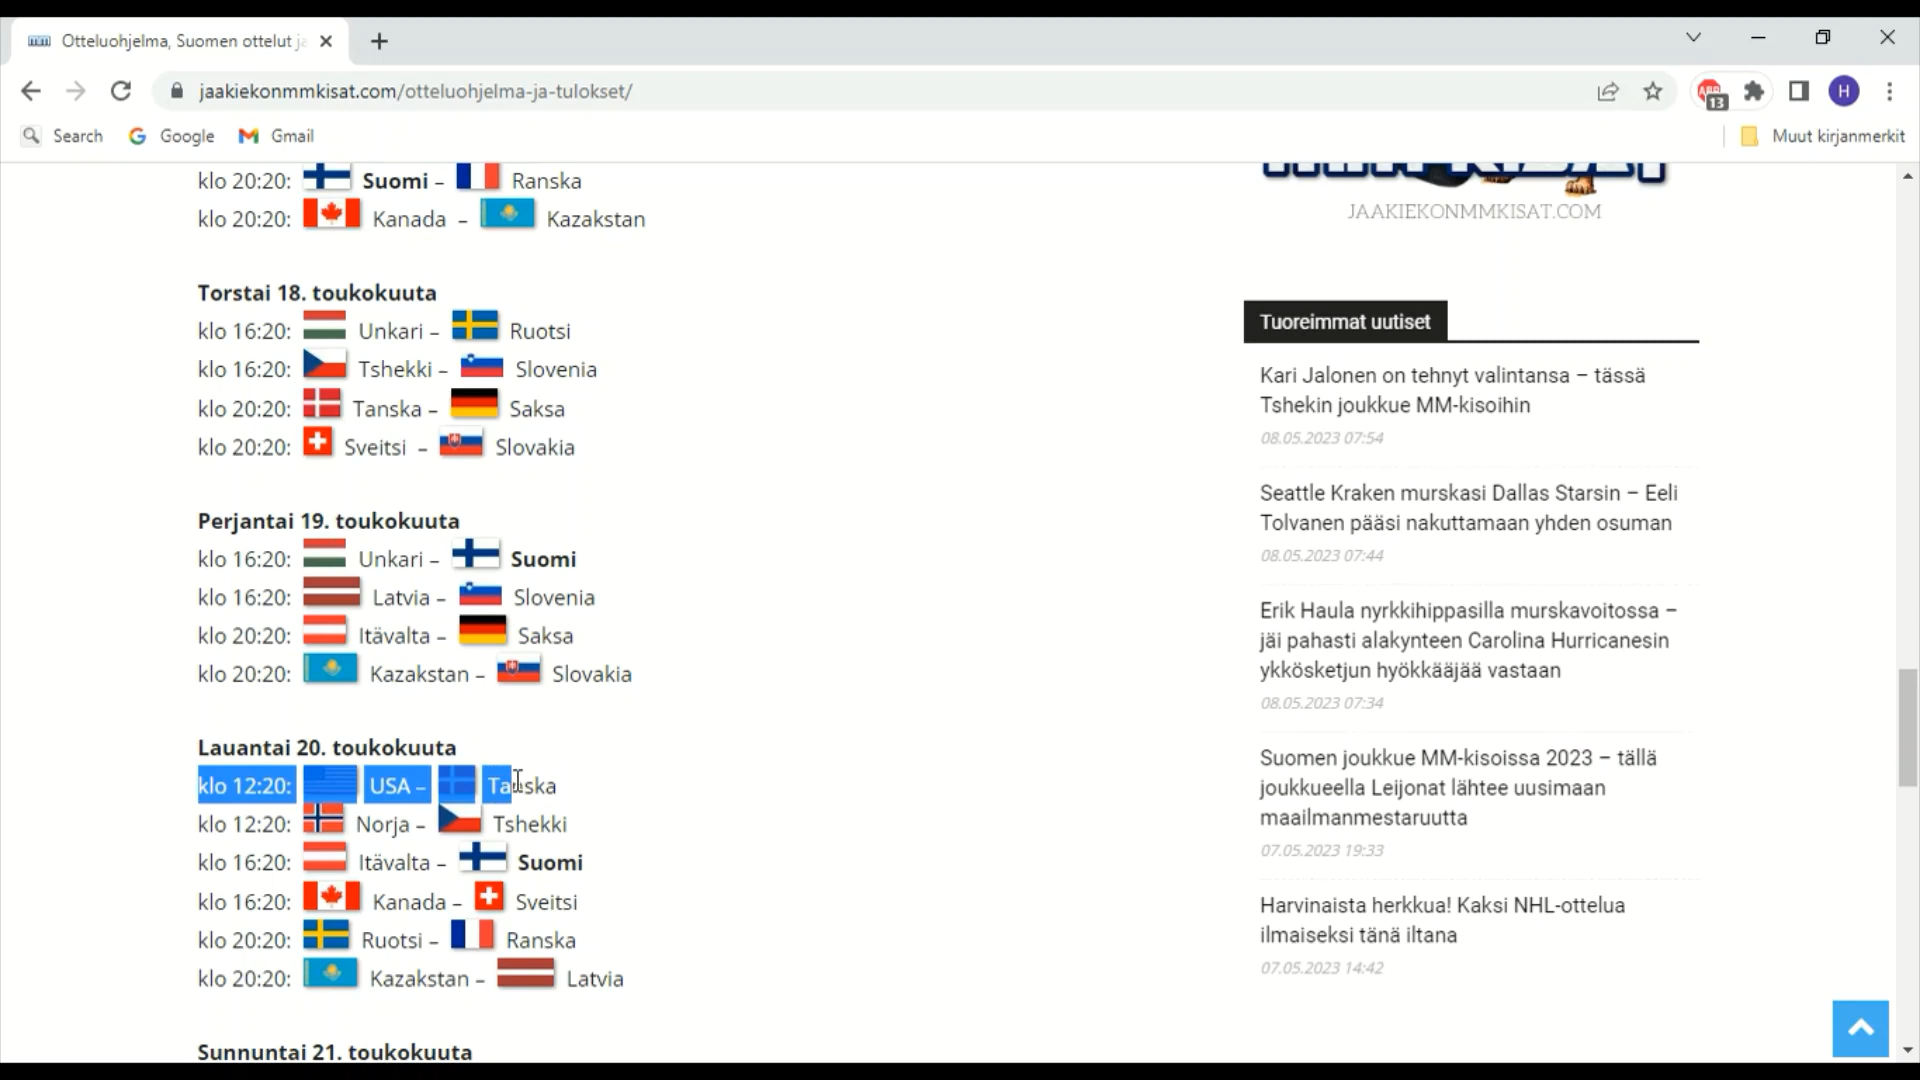 Otteluohjelma, Suomen ottelut ja
jaakiekonmmkisat.com/otteluohjelma-ja-tulokset/
13
H
Search
Google
Gmail
Muut kirjanmerkit
klo 20:20: Suomi – Ranska
klo 20:20: Kanada – Kazakstan
Torstai 18. toukokuuta
klo 16:20: Unkari – Ruotsi
klo 16:20: Tshekki – Slovenia
klo 20:20: Tanska – Saksa
klo 20:20: Sveitsi – Slovakia
Perjantai 19. toukokuuta
klo 16:20: Unkari – Suomi
klo 16:20: Latvia – Slovenia
klo 20:20: Itävalta – Saksa
klo 20:20: Kazakstan – Slovakia
Lauantai 20. toukokuuta
klo 12:20: USA – Tanska
klo 12:20: Norja – Tshekki
klo 16:20: Itävalta – Suomi
klo 16:20: Kanada – Sveitsi
klo 20:20: Ruotsi – Ranska
klo 20:20: Kazakstan – Latvia
Sunnuntai 21. toukokuuta
JAAKIEKONMMKISAT.COM
Tuoreimmat uutiset
Kari Jalonen on tehnyt valintansa – tässä
Tshekin joukkue MM-kisoihin
08.05.2023 07:54
Seattle Kraken murskasi Dallas Starsin – Eeli
Tolvanen pääsi nakuttamaan yhden osuman
08.05.2023 07:44
Erik Haula nyrkkihippasilla murskavoitossa –
jäi pahasti alakynteen Carolina Hurricanesin
ykkösketjun hyökkääjää vastaan
08.05.2023 07:34
Suomen joukkue MM-kisoissa 2023 – tällä
joukkueella Leijonat lähtee uusimaan
maailmanmestaruutta
07.05.2023 19:33
Harvinaista herkkua! Kaksi NHL-ottelua
ilmaiseksi tänä iltana
07.05.2023 14:42